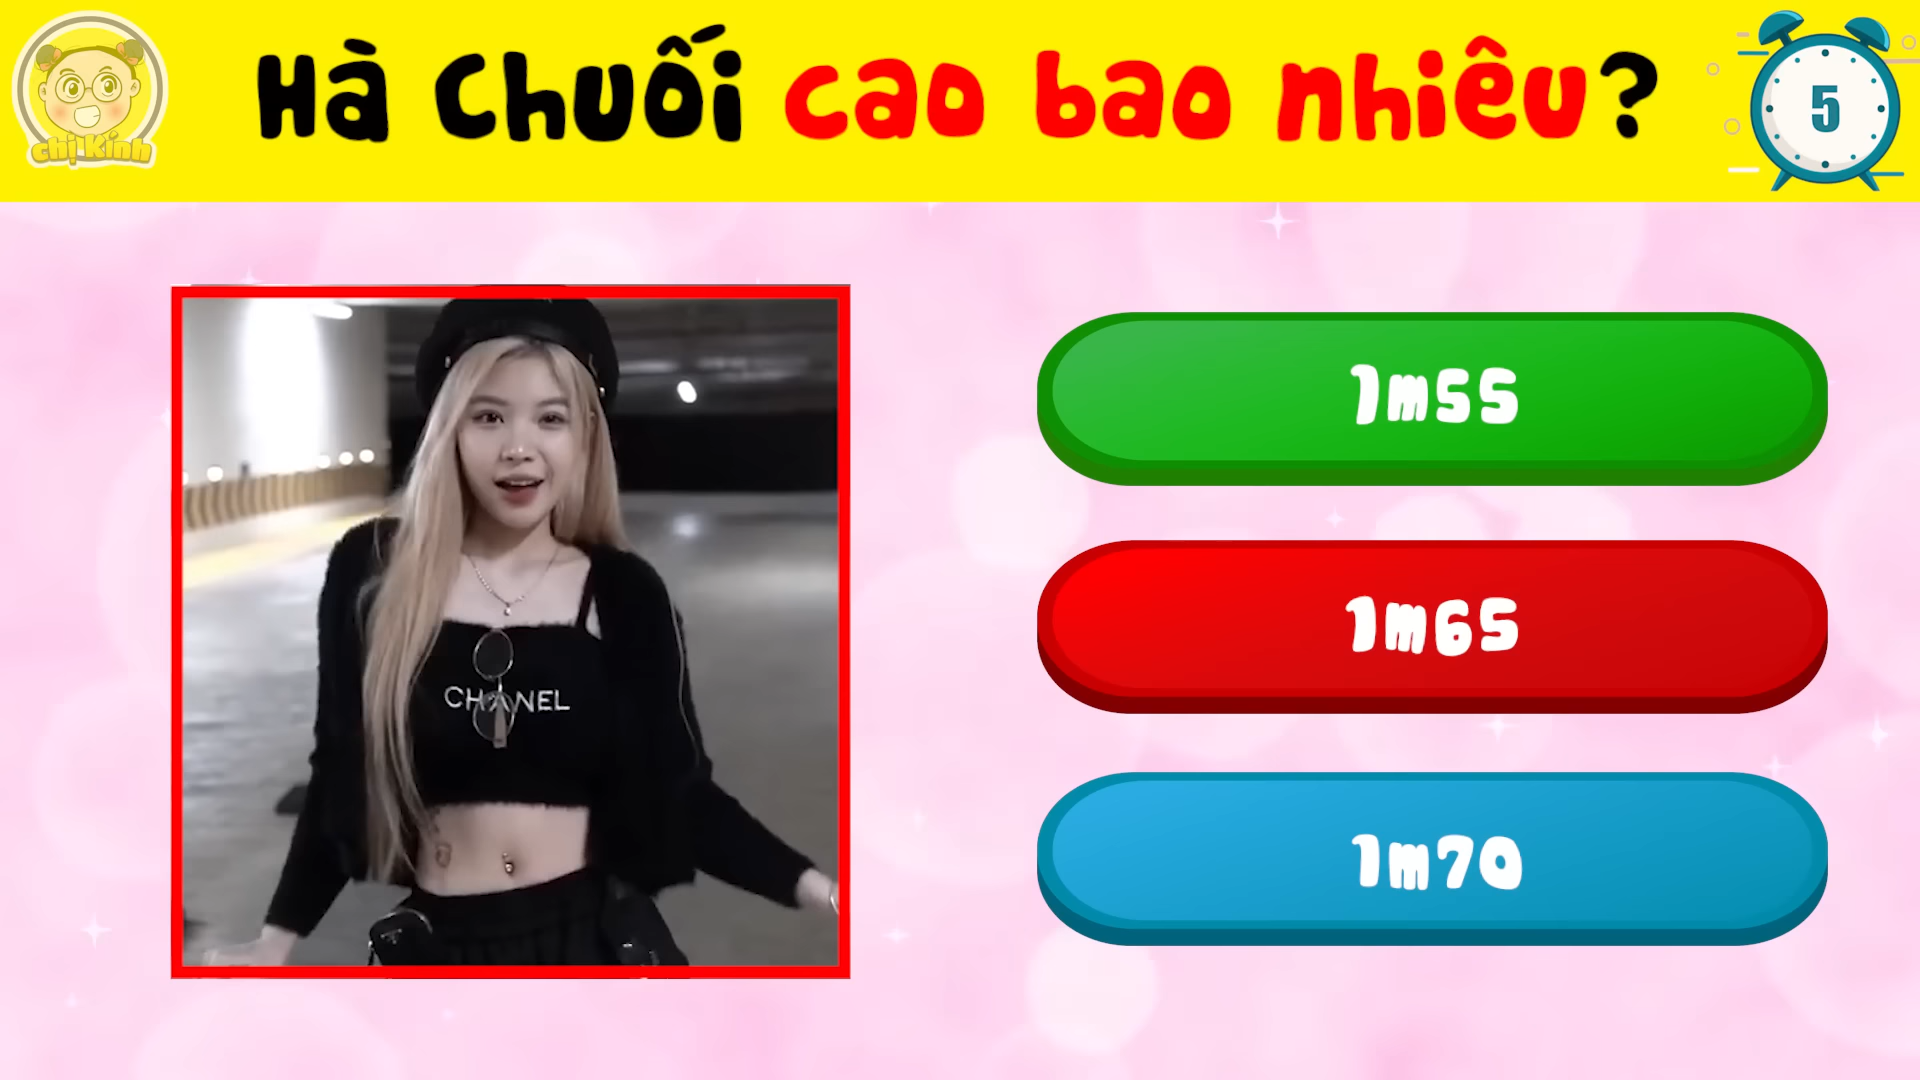 Hà Chuối cao bao nhiêu?
5
chị Kính
CHANEL
1m55
1m65
1m70